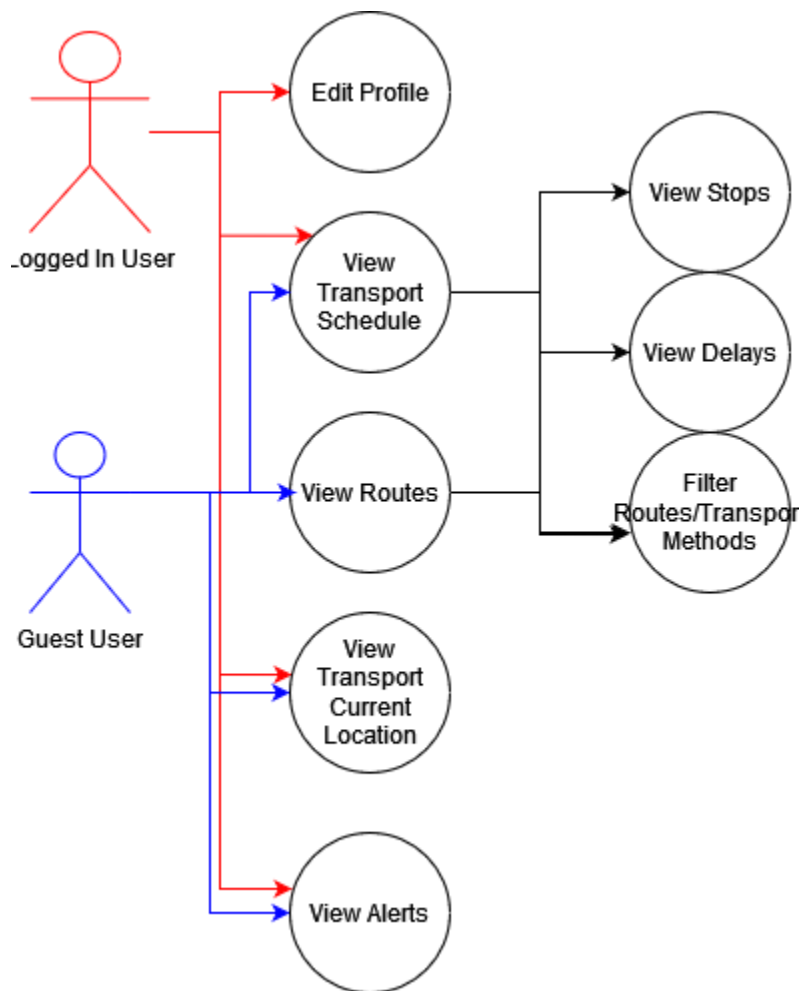 Edit Profile
Logged In User
View
Transport
Schedule
View Stops
View Delays
Guest User
View Routes
Filter
Routes/Transpor
Methods
View
Transport
Current
Location
View Alerts